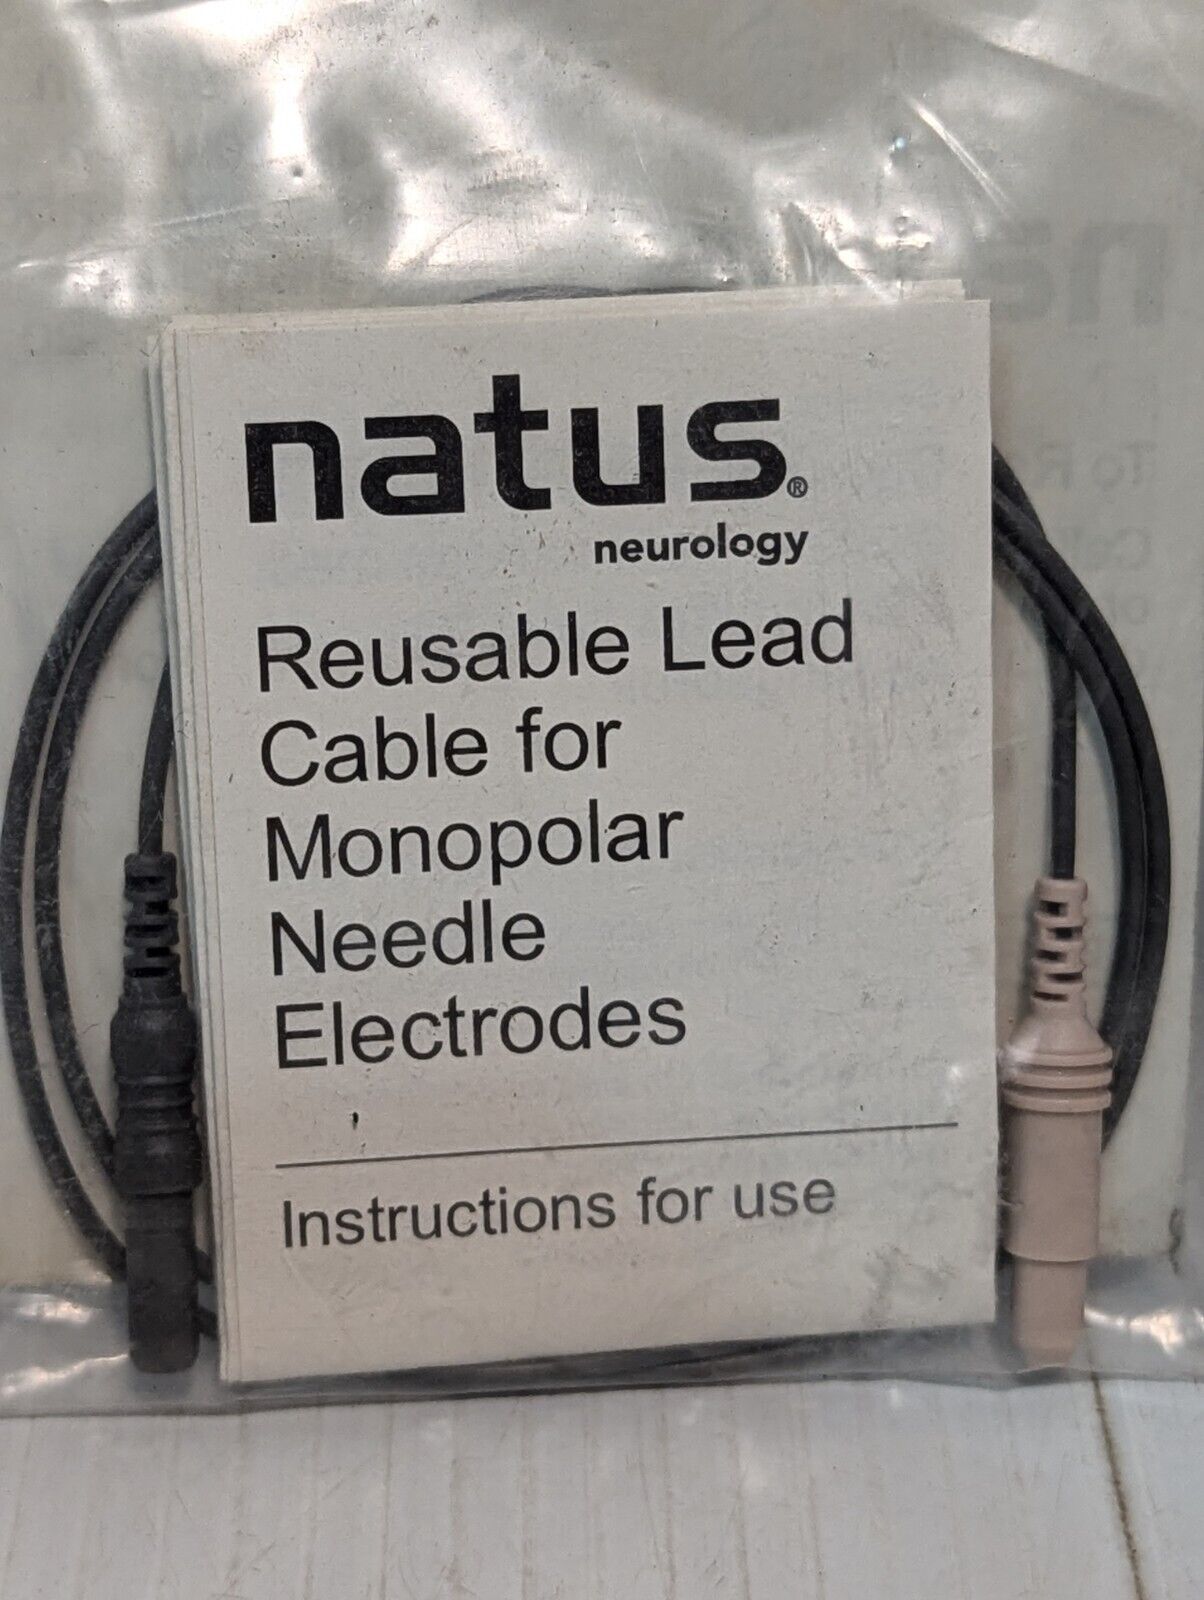 natus®
neurology
Reusable Lead
Cable for
Monopolar
Needle
Electrodes
Instructions for use